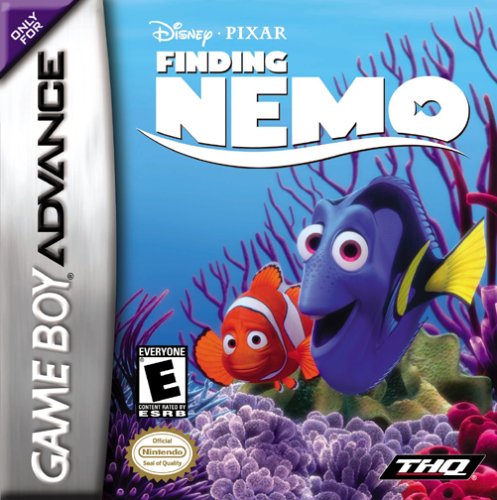 ONLY
FOR
GAME BOY ADVANCE
®
Disney · PIXAR
FINDING
NEMO
EVERYONE
E
CONTENT RATED BY
ESRB
Official
Nintendo
Seal of Quality
THQ